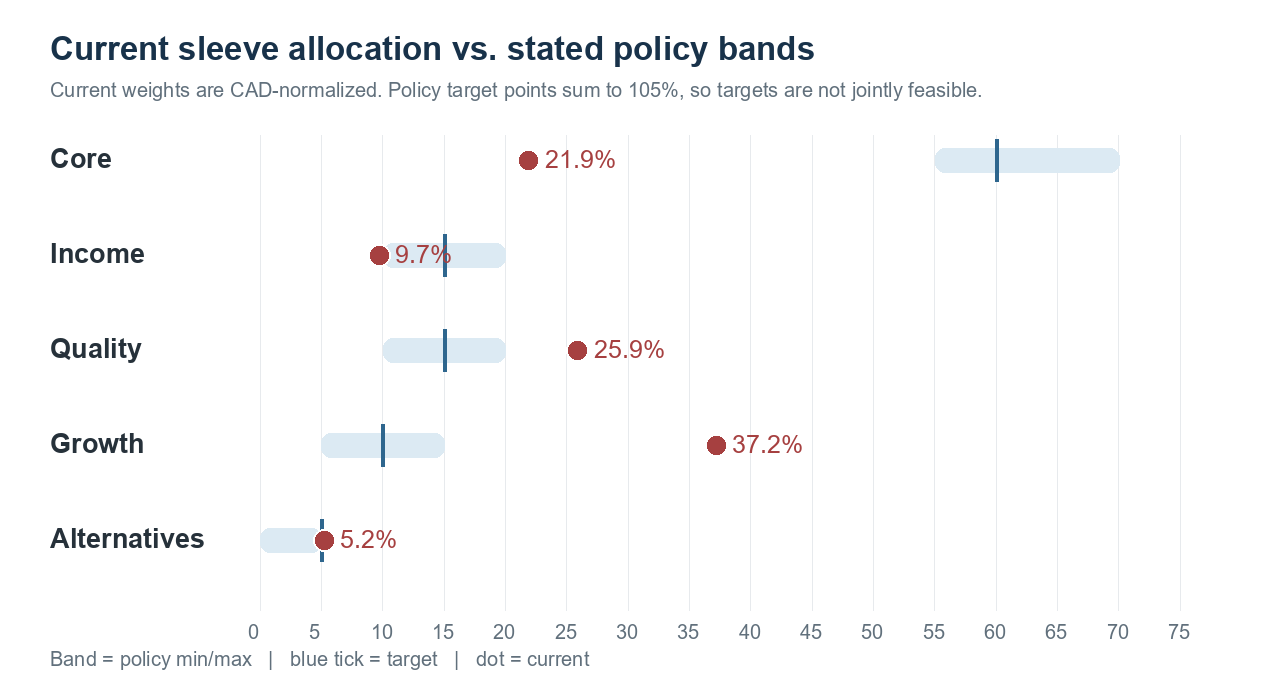 Current sleeve allocation vs. stated policy bands
Current weights are CAD-normalized. Policy target points sum to 105%, so targets are not jointly feasible.
Core 21.9%
Income 9.7%
Quality 25.9%
Growth 37.2%
Alternatives 5.2%
0 5 10 15 20 25 30 35 40 45 50 55 60 65 70 75
Band = policy min/max | blue tick = target | dot = current